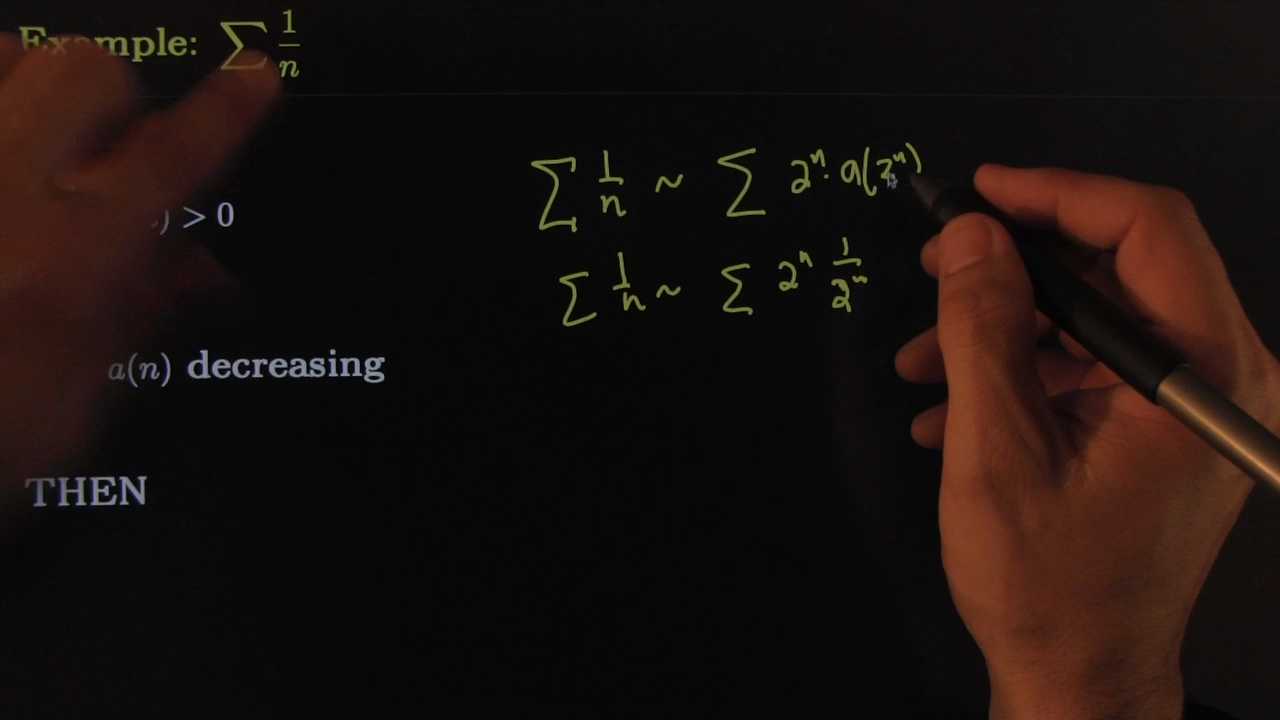 Example: ∑ 1/n
) > 0
∑ 1/n ~ ∑ 2ⁿ · a(2ⁿ)
∑ 1/n ~ ∑ 2ⁿ 1/2ⁿ
a(n) decreasing
THEN